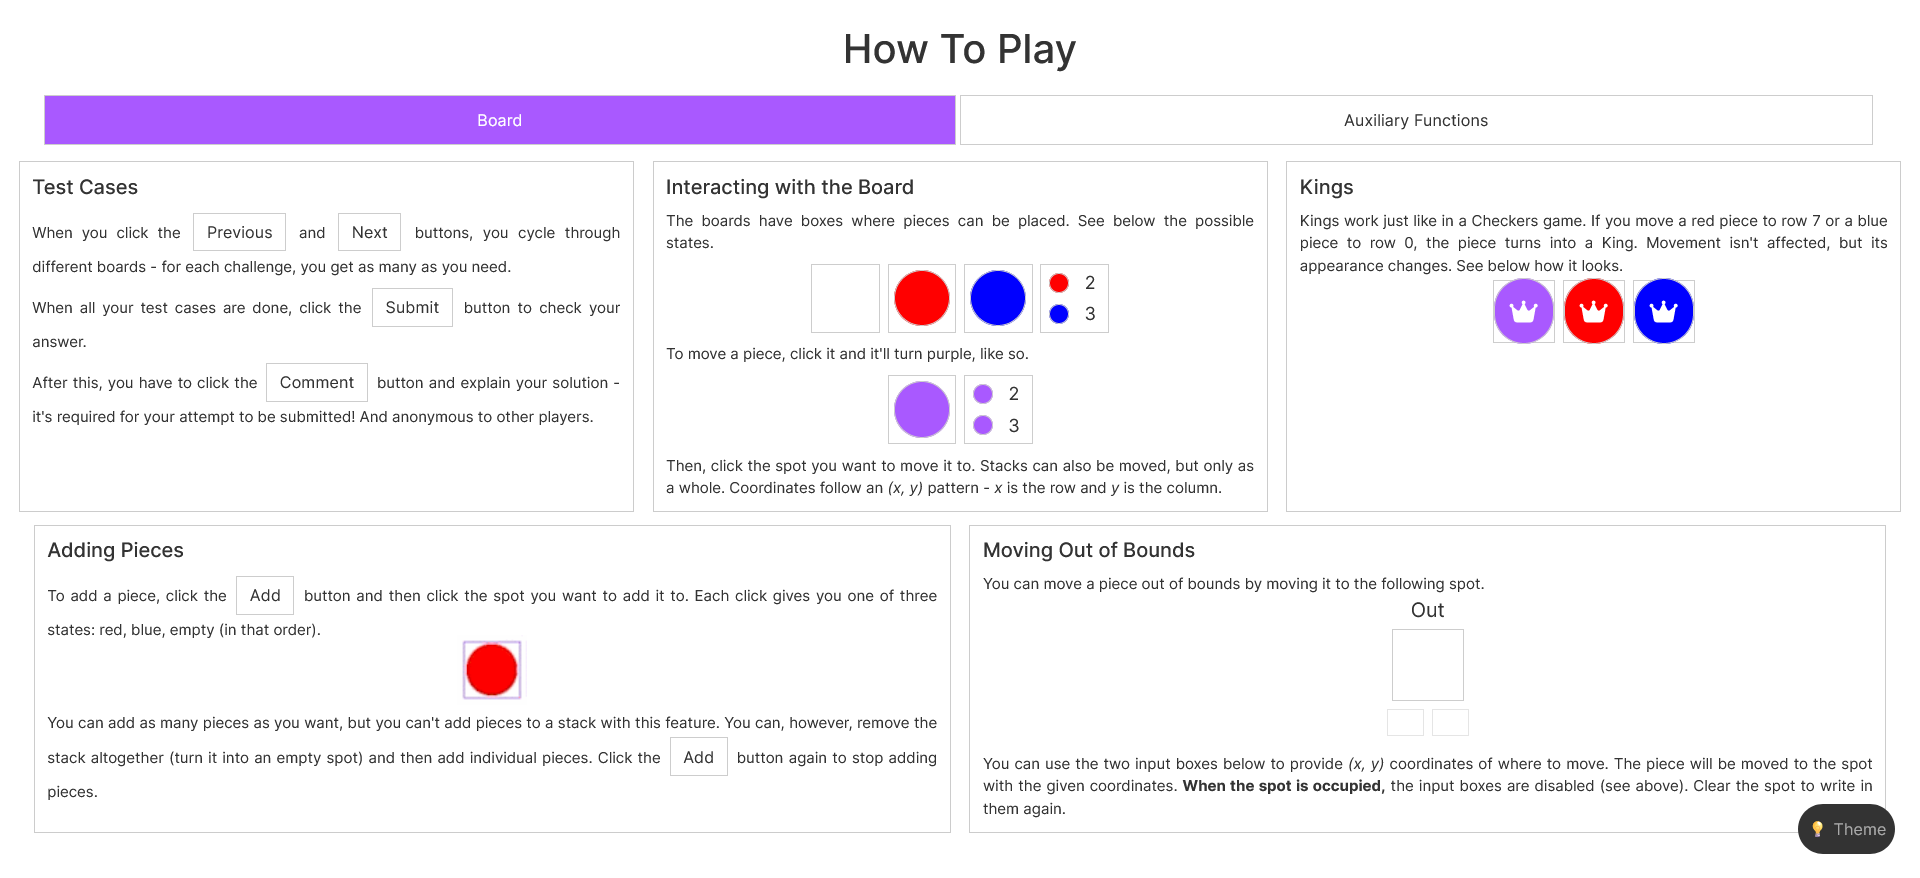 How To Play
Board
Auxiliary Functions
Test Cases
When you click the Previous and Next buttons, you cycle through
different boards - for each challenge, you get as many as you need.
When all your test cases are done, click the Submit button to check your
answer.
After this, you have to click the Comment button and explain your solution -
it's required for your attempt to be submitted! And anonymous to other players.
Interacting with the Board
The boards have boxes where pieces can be placed. See below the possible
states.
2
3
To move a piece, click it and it'll turn purple, like so.
2
3
Then, click the spot you want to move it to. Stacks can also be moved, but only as
a whole. Coordinates follow an (x, y) pattern - x is the row and y is the column.
Kings
Kings work just like in a Checkers game. If you move a red piece to row 7 or a blue
piece to row 0, the piece turns into a King. Movement isn't affected, but its
appearance changes. See below how it looks.
Adding Pieces
To add a piece, click the Add button and then click the spot you want to add it to. Each click gives you one of three
states: red, blue, empty (in that order).
You can add as many pieces as you want, but you can't add pieces to a stack with this feature. You can, however, remove the
stack altogether (turn it into an empty spot) and then add individual pieces. Click the Add button again to stop adding
pieces.
Moving Out of Bounds
You can move a piece out of bounds by moving it to the following spot.
Out
You can use the two input boxes below to provide (x, y) coordinates of where to move. The piece will be moved to the spot
with the given coordinates. When the spot is occupied, the input boxes are disabled (see above). Clear the spot to write in
them again.
Theme